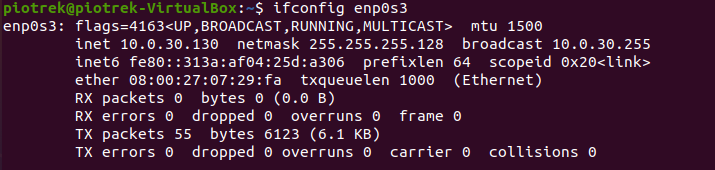 piotrek@piotrek-VirtualBox:~$ ifconfig enp0s3
enp0s3: flags=4163<UP,BROADCAST,RUNNING,MULTICAST>  mtu 1500
        inet 10.0.30.130  netmask 255.255.255.128  broadcast 10.0.30.255
        inet6 fe80::313a:af04:25d:a306  prefixlen 64  scopeid 0x20<link>
        ether 08:00:27:07:29:fa  txqueuelen 1000  (Ethernet)
        RX packets 0  bytes 0 (0.0 B)
        RX errors 0  dropped 0  overruns 0  frame 0
        TX packets 55  bytes 6123 (6.1 KB)
        TX errors 0  dropped 0 overruns 0  carrier 0  collisions 0